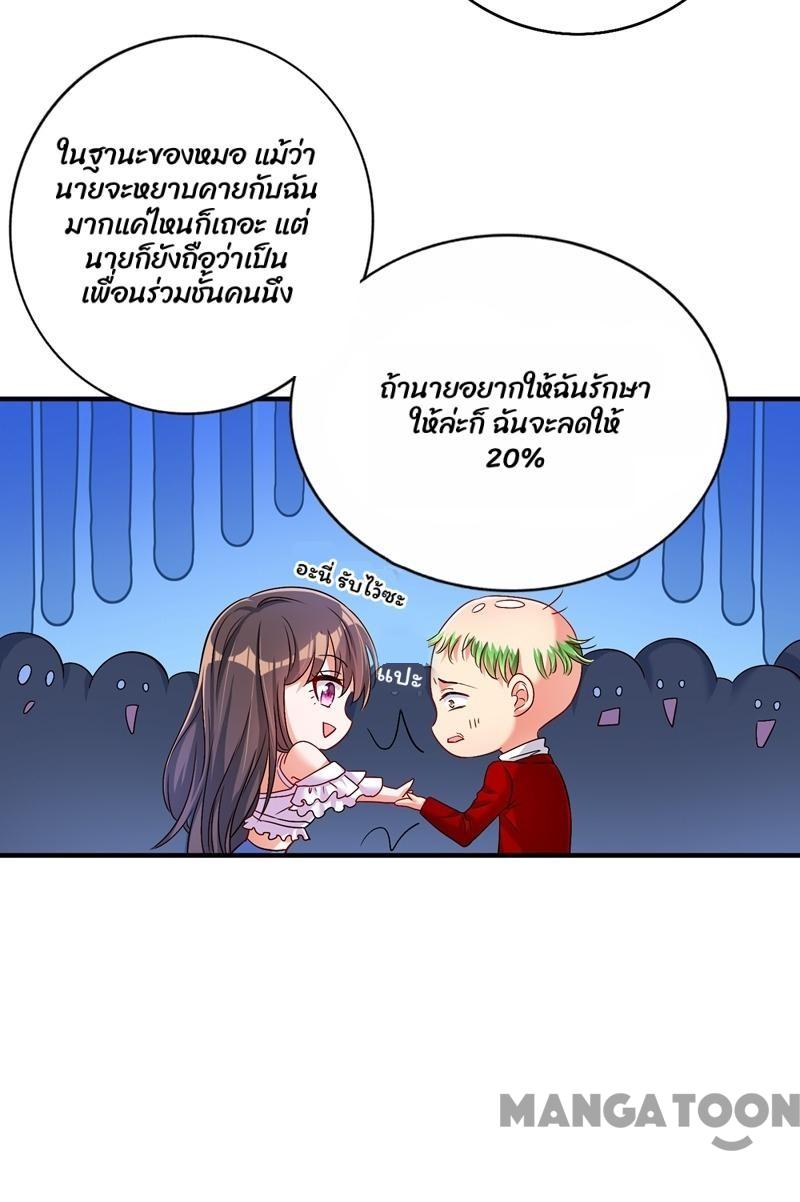 ในฐานะของหมอ แม้ว่า
นายจะหยาบคายกับฉัน
มากแค่ไหนก็เถอะ แต่
นายก็ยังถือว่าเป็น
เพื่อนร่วมชั้นคนนึง
ถ้านายอยากให้ฉันรักษา
ให้ล่ะก็ ฉันจะลดให้
20%
อะนี่ รับไว้ซะ
แปะ
MANGATOON